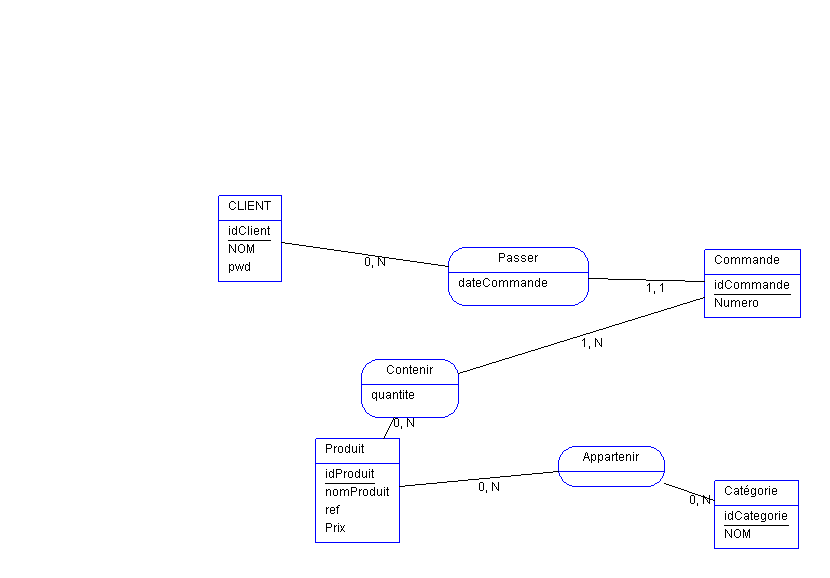 CLIENT
idClient
NOM
pwd
0, N
Passer
dateCommande
1, 1
Commande
idCommande
Numero
1, N
Contenir
quantite
0, N
Produit
idProduit
nomProduit
ref
Prix
0, N
Appartenir
0, N
Catégorie
idCategorie
NOM